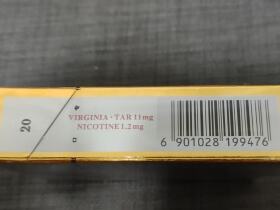 20
VIRGINIA · TAR 11mg
NICOTINE 1.2mg
6 901028 199476